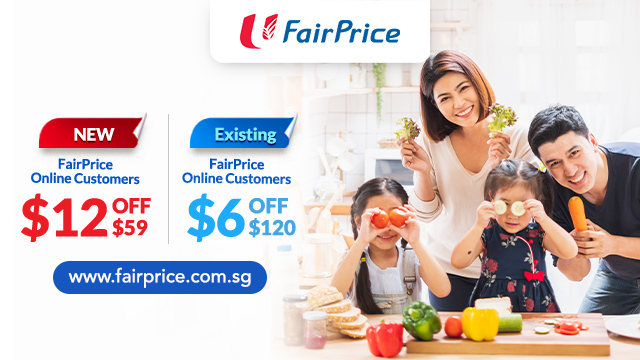 FairPrice
NEW
FairPrice
Online Customers
$12 OFF $59
Existing
FairPrice
Online Customers
$6 OFF $120
www.fairprice.com.sg